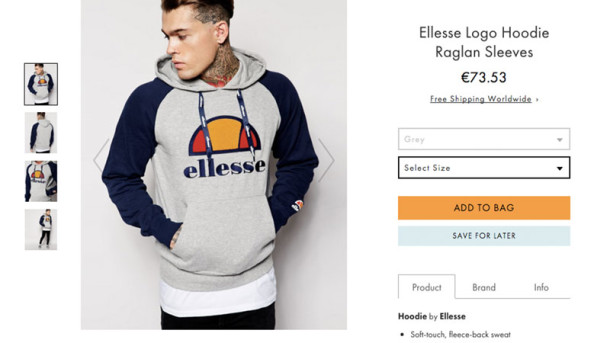 ellesse
Ellesse Logo Hoodie
Raglan Sleeves
€73.53
Free Shipping Worldwide ›
Grey
Select Size
ADD TO BAG
SAVE FOR LATER
Product Brand Info
Hoodie by Ellesse
• Soft-touch, fleece-back sweat